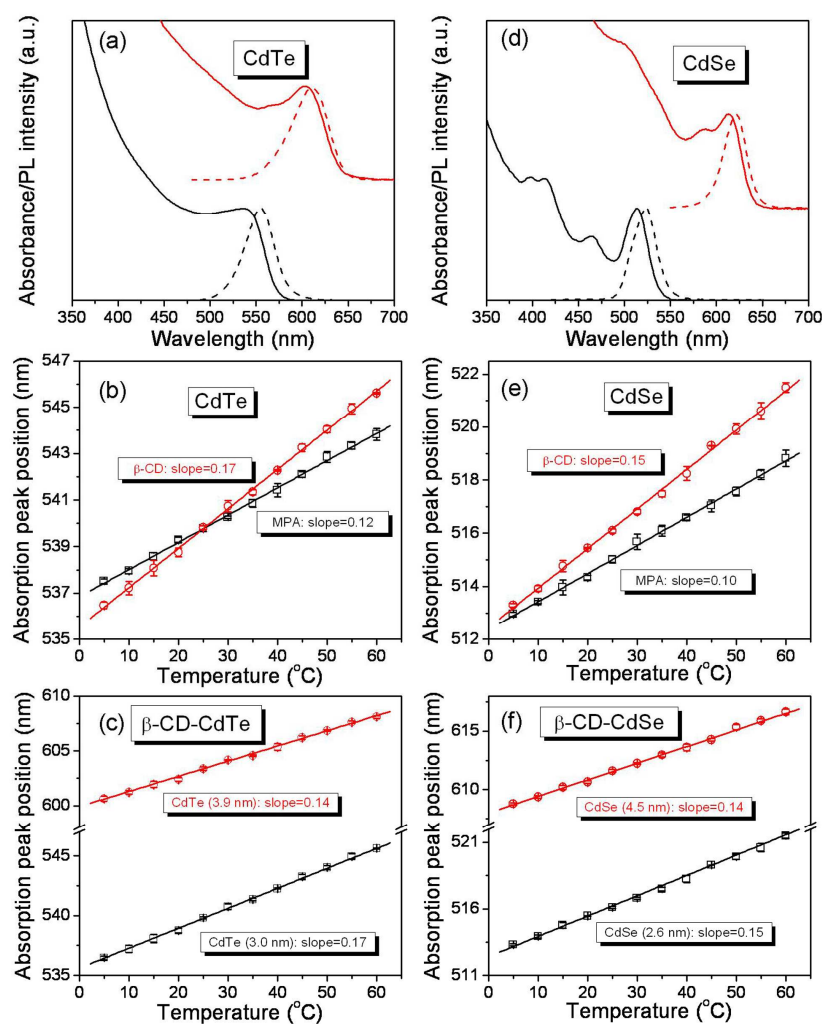 (a)
CdTe
Absorbance/PL intensity (a.u.)
350 400 450 500 550 600 650 700
Wavelength (nm)
(d)
CdSe
Absorbance/PL intensity (a.u.)
350 400 450 500 550 600 650 700
Wavelength (nm)
(b)
CdTe
Absorption peak position (nm)
547
545
543
541
539
537
535
β-CD: slope=0.17
MPA: slope=0.12
0 10 20 30 40 50 60
Temperature (°C)
(e)
CdSe
Absorption peak position (nm)
522
520
518
516
514
512
β-CD: slope=0.15
MPA: slope=0.10
0 10 20 30 40 50 60
Temperature (°C)
(c)
β-CD-CdTe
Absorption peak position (nm)
610
605
600
545
540
535
CdTe (3.9 nm): slope=0.14
CdTe (3.0 nm): slope=0.17
0 10 20 30 40 50 60
Temperature (°C)
(f)
β-CD-CdSe
Absorption peak position (nm)
615
610
521
516
511
CdSe (4.5 nm): slope=0.14
CdSe (2.6 nm): slope=0.15
0 10 20 30 40 50 60
Temperature (°C)